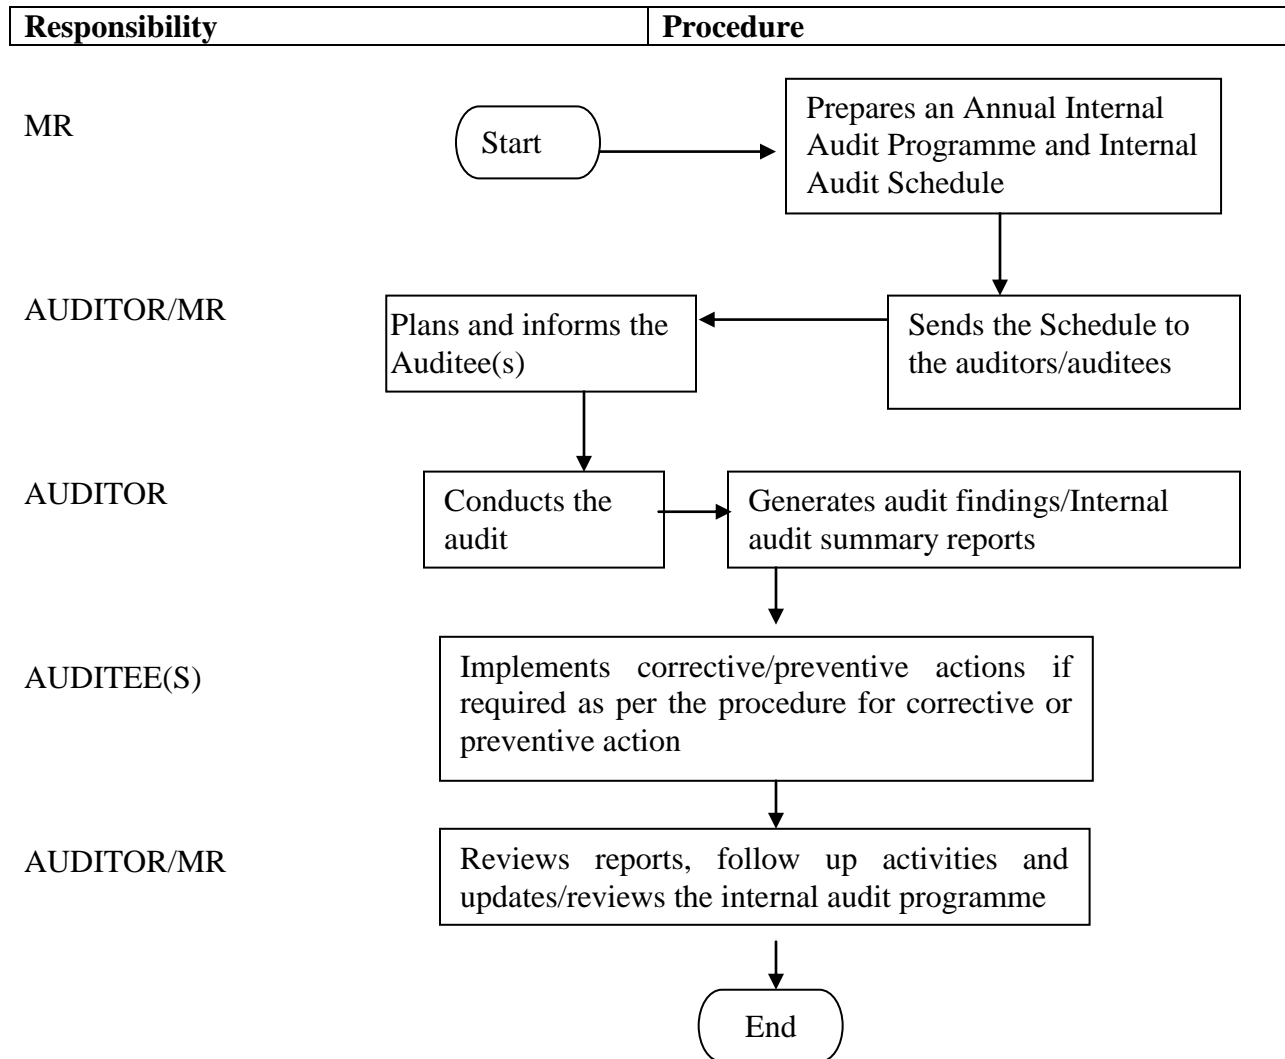 Responsibility
Procedure
MR
Start
Prepares an Annual Internal
Audit Programme and Internal
Audit Schedule
AUDITOR/MR
Plans and informs the
Auditee(s)
Sends the Schedule to
the auditors/auditees
AUDITOR
Conducts the
audit
Generates audit findings/Internal
audit summary reports
AUDITEE(S)
Implements corrective/preventive actions if
required as per the procedure for corrective or
preventive action
AUDITOR/MR
Reviews reports, follow up activities and
updates/reviews the internal audit programme
End